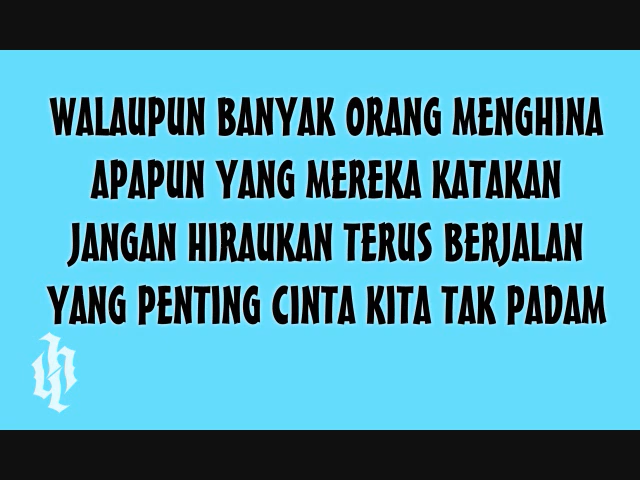 WALAUPUN BANYAK ORANG MENGHINA
APAPUN YANG MEREKA KATAKAN
JANGAN HIRAUKAN TERUS BERJALAN
YANG PENTING CINTA KITA TAK PADAM